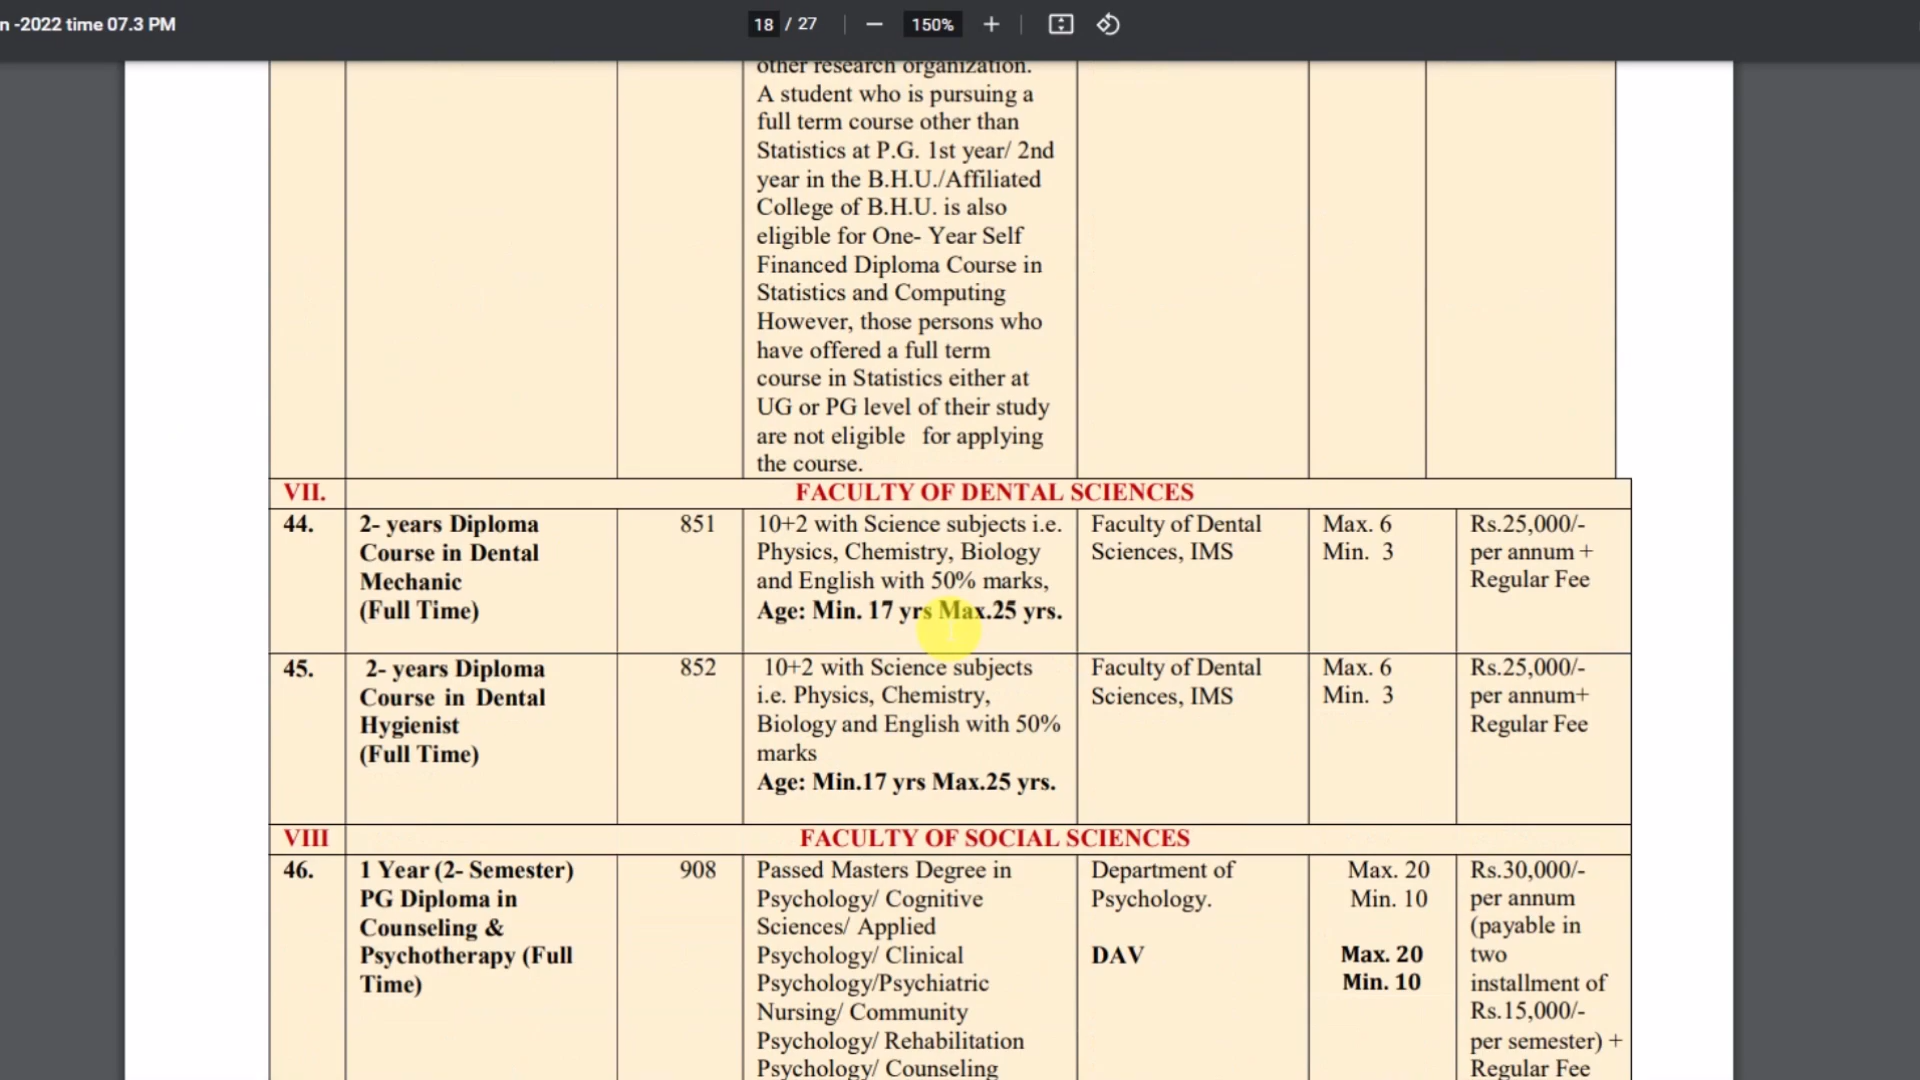 n -2022 time 07.3 PM
18 / 27
150%
other research organization.
A student who is pursuing a
full term course other than
Statistics at P.G. 1st year/ 2nd
year in the B.H.U./Affiliated
College of B.H.U. is also
eligible for One- Year Self
Financed Diploma Course in
Statistics and Computing
However, those persons who
have offered a full term
course in Statistics either at
UG or PG level of their study
are not eligible for applying
the course.
VII. FACULTY OF DENTAL SCIENCES
44.
2- years Diploma
Course in Dental
Mechanic
(Full Time)
851
10+2 with Science subjects i.e.
Physics, Chemistry, Biology
and English with 50% marks,
Age: Min. 17 yrs Max.25 yrs.
Faculty of Dental
Sciences, IMS
Max. 6
Min. 3
Rs.25,000/-
per annum +
Regular Fee
45.
2- years Diploma
Course in Dental
Hygienist
(Full Time)
852
10+2 with Science subjects
i.e. Physics, Chemistry,
Biology and English with 50%
marks
Age: Min.17 yrs Max.25 yrs.
Faculty of Dental
Sciences, IMS
Max. 6
Min. 3
Rs.25,000/-
per annum+
Regular Fee
VIII FACULTY OF SOCIAL SCIENCES
46.
1 Year (2- Semester)
PG Diploma in
Counseling &
Psychotherapy (Full
Time)
908
Passed Masters Degree in
Psychology/ Cognitive
Sciences/ Applied
Psychology/ Clinical
Psychology/Psychiatric
Nursing/ Community
Psychology/ Rehabilitation
Psychology/ Counseling
Department of
Psychology.
DAV
Max. 20
Min. 10
Max. 20
Min. 10
Rs.30,000/-
per annum
(payable in
two
installment of
Rs.15,000/-
per semester) +
Regular Fee